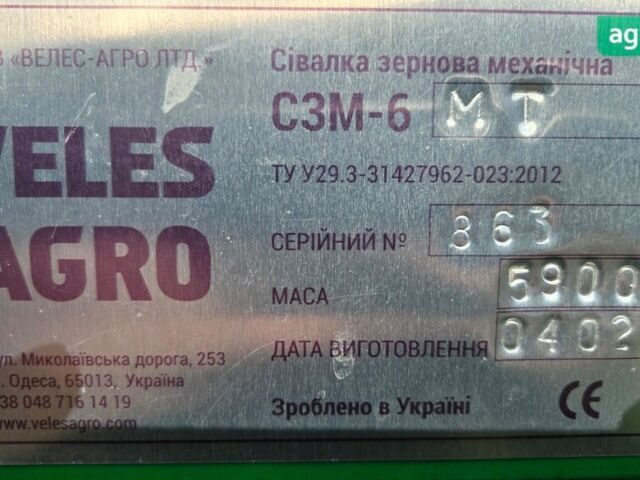 В «ВЕЛЕС-АГРО ЛТД.»
VELES
AGRO
ул. Миколаївська дорога, 253
. Одеса, 65013, Україна
38 048 716 14 19
www.velesagro.com
ag
Сівалка зернова механічна
СЗМ-6 МТ
ТУ У29.3-31427962-023:2012
СЕРІЙНИЙ № 863
МАСА 5900
ДАТА ВИГОТОВЛЕННЯ 0402
Зроблено в Україні CE